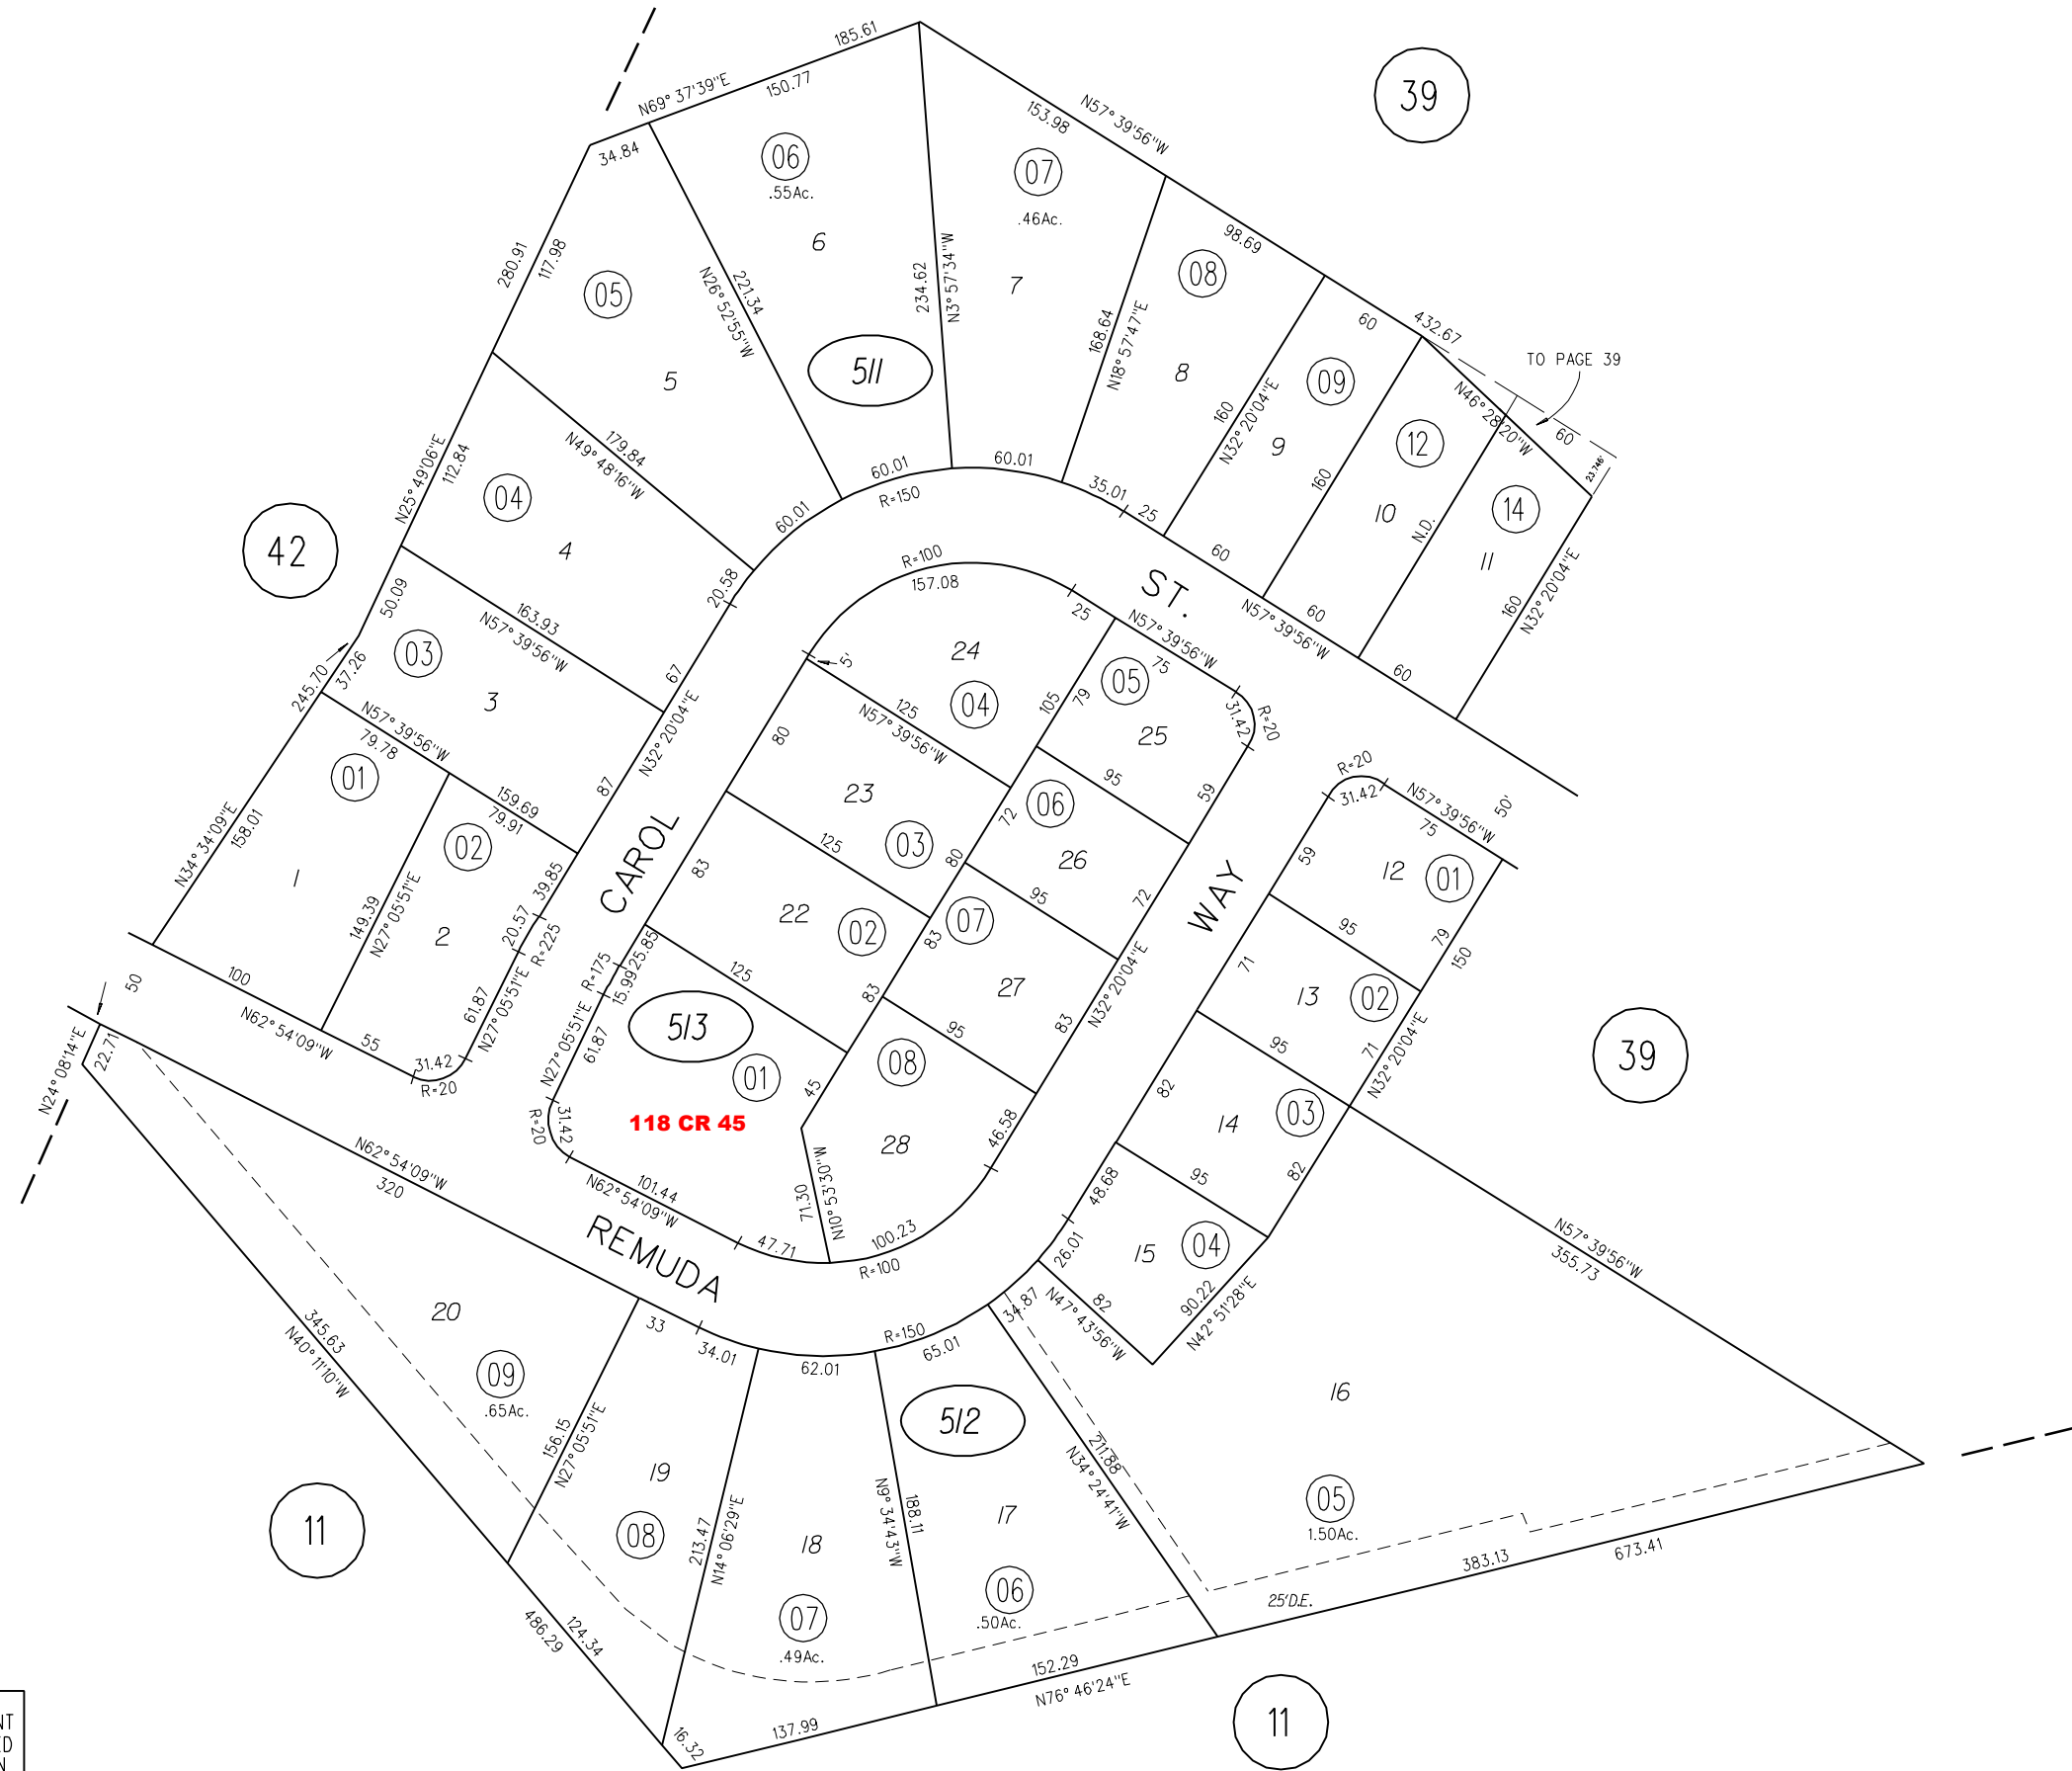 185.61
N69° 37'39"E
150.77
34.84
39
N57° 39'56"W
153.98
06
.55Ac.
6
07
.46Ac.
7
280.91
117.98
05
5
221.34
N26° 52'55"W
234.62
N3° 57'34"W
511
98.69
08
8
168.64
N18° 57'47"E
60
432.67
TO PAGE 39
09
9
160
N32° 20'04"E
N46° 28'20"W
60
23.746'
12
10
160
N.D.
14
11
160
N32° 20'04"E
N25° 49'06"E
112.84
179.84
N49° 48'16"W
04
4
42
60.01
60.01
R=150
60.01
35.01
25
60
N57° 39'56"W
60
60
ST.
R=100
157.08
25
N57° 39'56"W
75
20.58
50.09
163.93
N57° 39'56"W
03
3
245.70
37.26
67
N32° 20'04"E
87
5'
24
04
125
N57° 39'56"W
105
79
05
25
31.42
R=20
80
23
03
125
72
80
95
06
26
59
N57° 39'56"W
79.78
01
1
159.69
79.91
02
2
N34° 34'09"E
158.01
149.39
N27° 05'51"E
39.85
20.57
R=225
CAROL
83
22
02
125
83
07
27
95
72
WAY
N32° 20'04"E
83
R=20
31.42
N57° 39'56"W
75
50'
59
12
01
79
150
95
71
13
02
71
N32° 20'04"E
95
39
50
100
N62° 54'09"W
55
31.42
R=20
61.87
N27° 05'51"E
R=175
15.99
25.85
513
N27° 05'51"E
61.87
01
118 CR 45
31.42
R=20
83
95
08
28
45
46.58
N10° 53'30"W
71.30
82
14
03
82
95
15
04
48.68
26.01
90.22
N42° 51'28"E
82
N47° 43'56"W
N24° 08'14"E
22.71
N62° 54'09"W
320
101.44
N62° 54'09"W
47.71
100.23
R=100
REMUDA
N57° 39'56"W
355.73
20
345.63
N40° 11'10"W
09
.65Ac.
33
34.01
62.01
R=150
65.01
34.87
512
16
156.15
N27° 05'51"E
19
08
213.47
N14° 06'29"E
18
07
.49Ac.
N9° 34'43"W
188.11
17
06
.50Ac.
211.88
N34° 24'41"W
05
1.50Ac.
383.13
673.41
25'D.E.
11
486.29
124.34
16.32
137.99
152.29
N76° 46'24"E
11
NT
ED
N